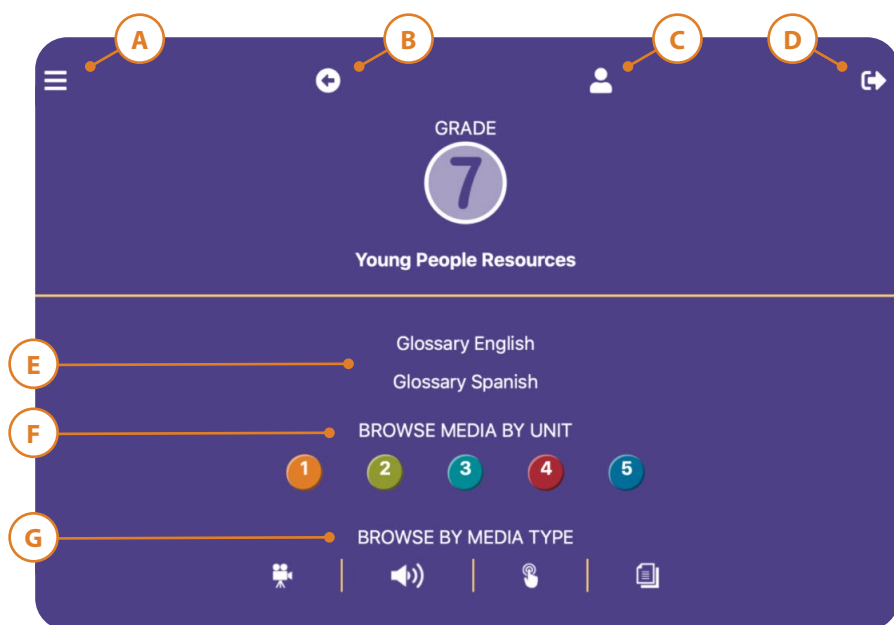 A
B
C
D
GRADE
7
Young People Resources
E
Glossary English
Glossary Spanish
F
BROWSE MEDIA BY UNIT
1 2 3 4 5
G
BROWSE BY MEDIA TYPE